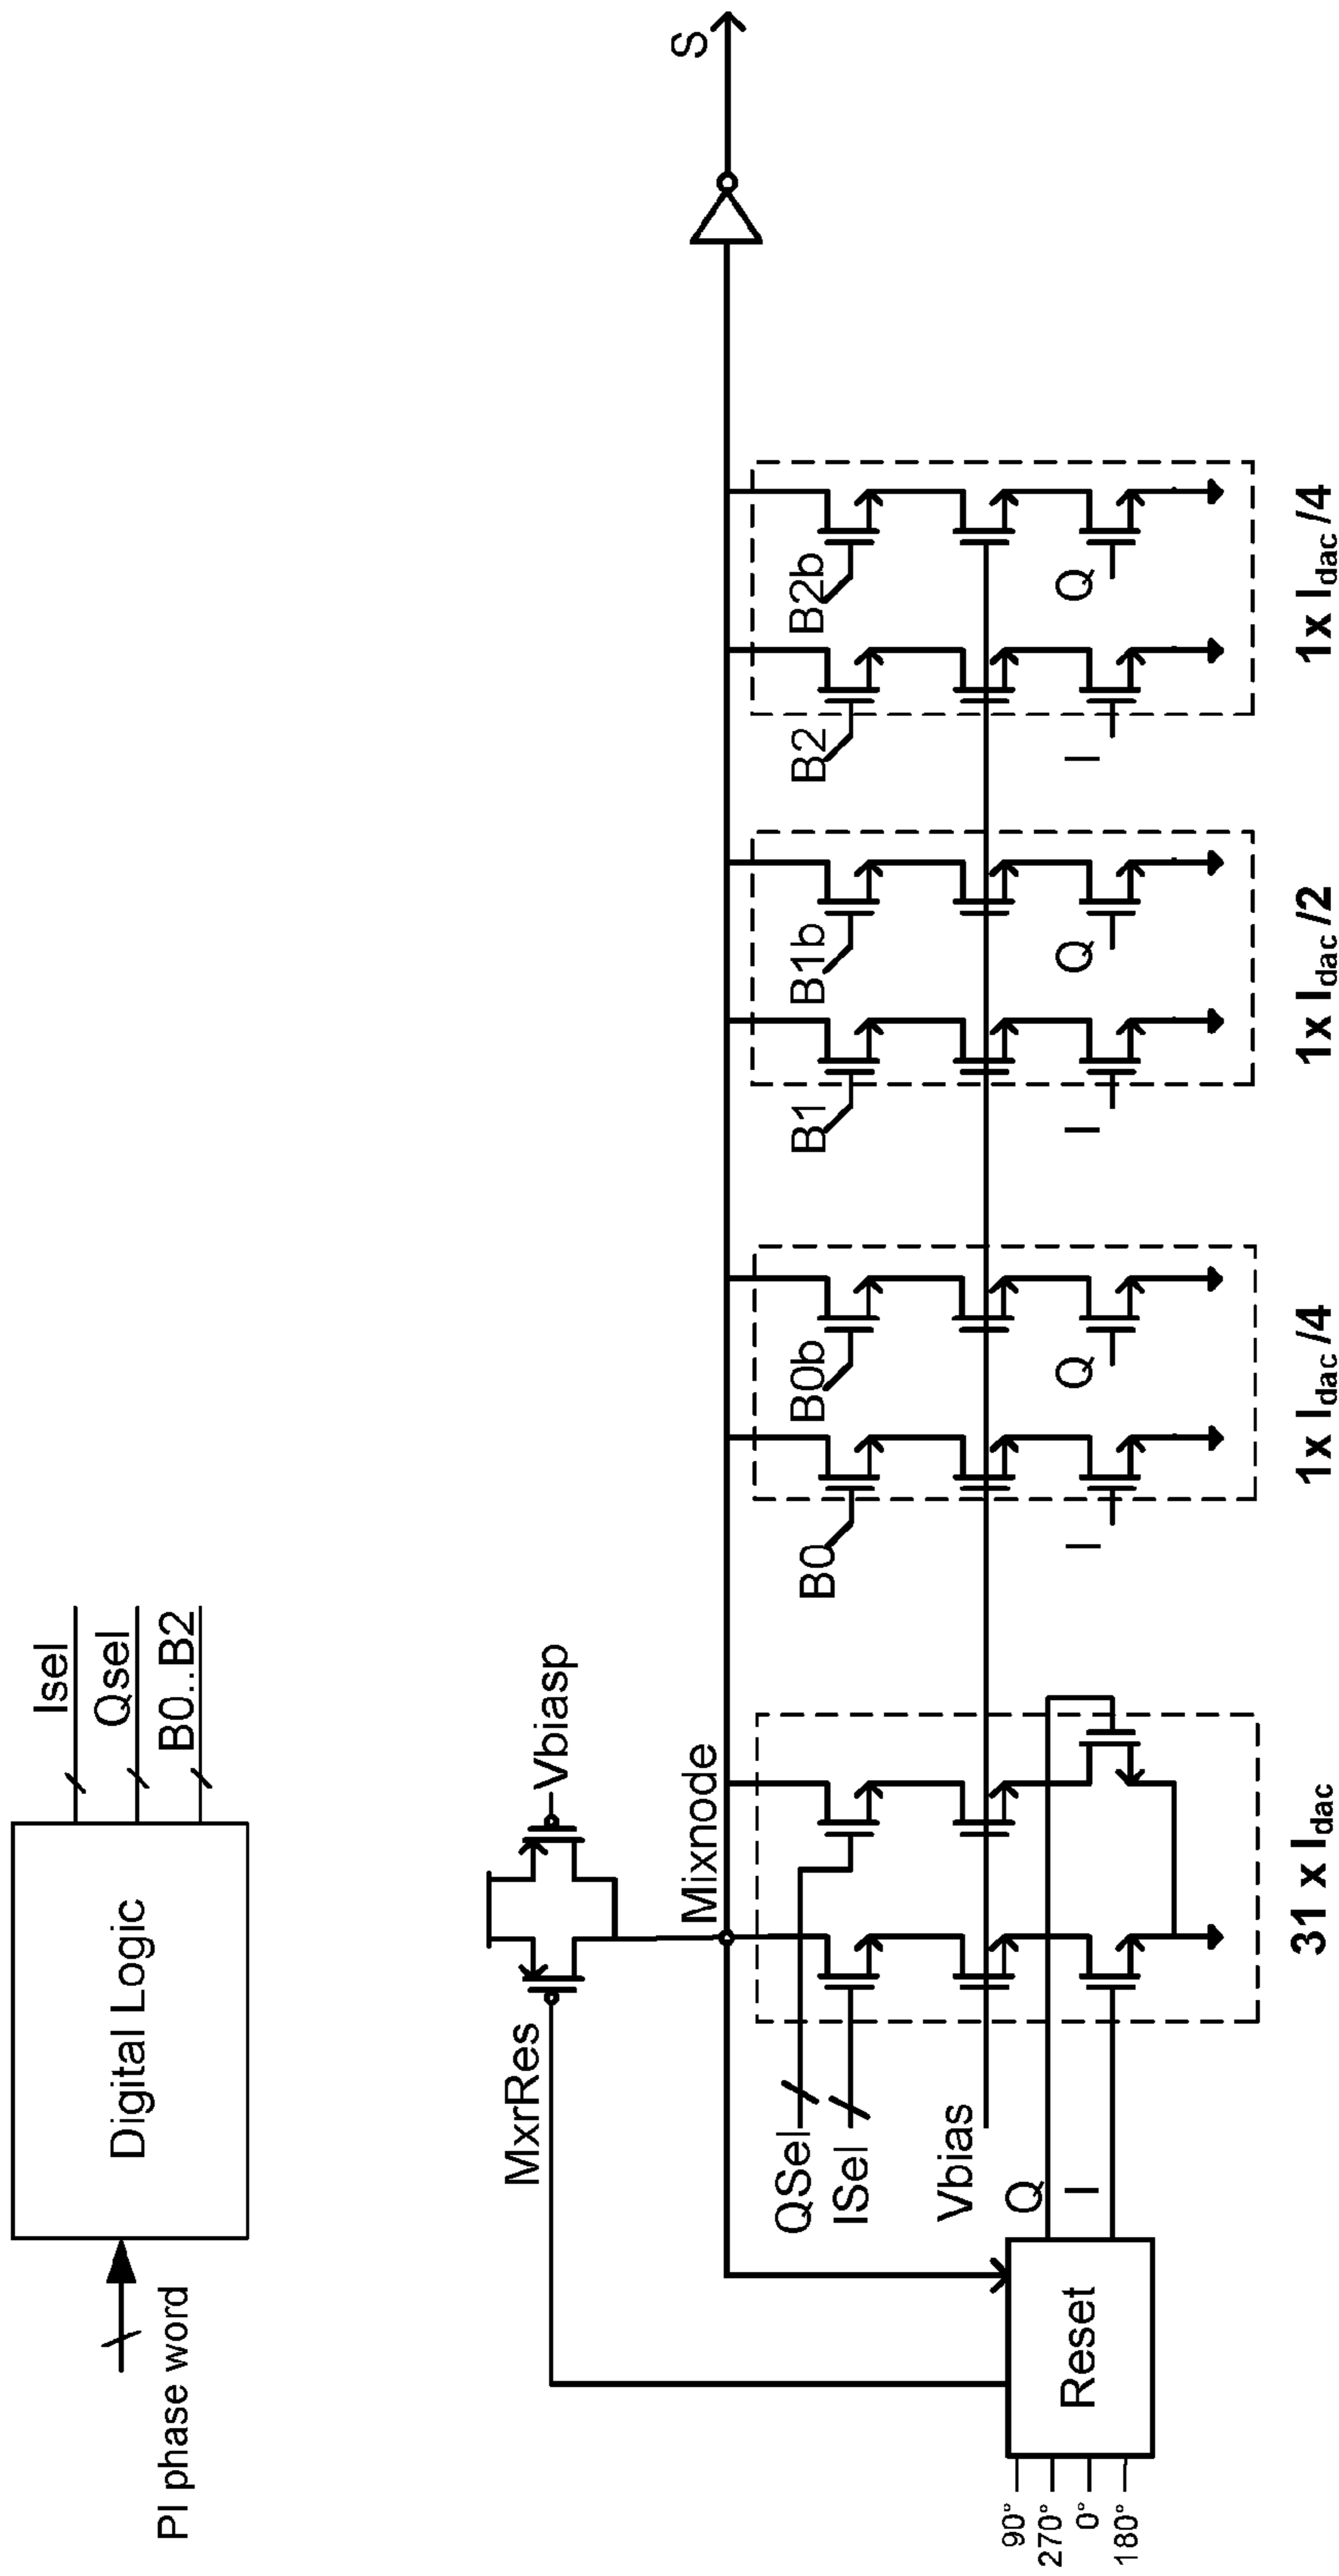 Digital Logic
PI phase word
Isel
Qsel
B0..B2
MxrRes
Vbiasp
Mixnode
S
QSel
ISel
Vbias
Q
I
Reset
90°
270°
0°
180°
B0
B0b
I
Q
B1
B1b
I
Q
B2
B2b
I
Q
31 x Idac
1x Idac /4
1x Idac /2
1x Idac /4